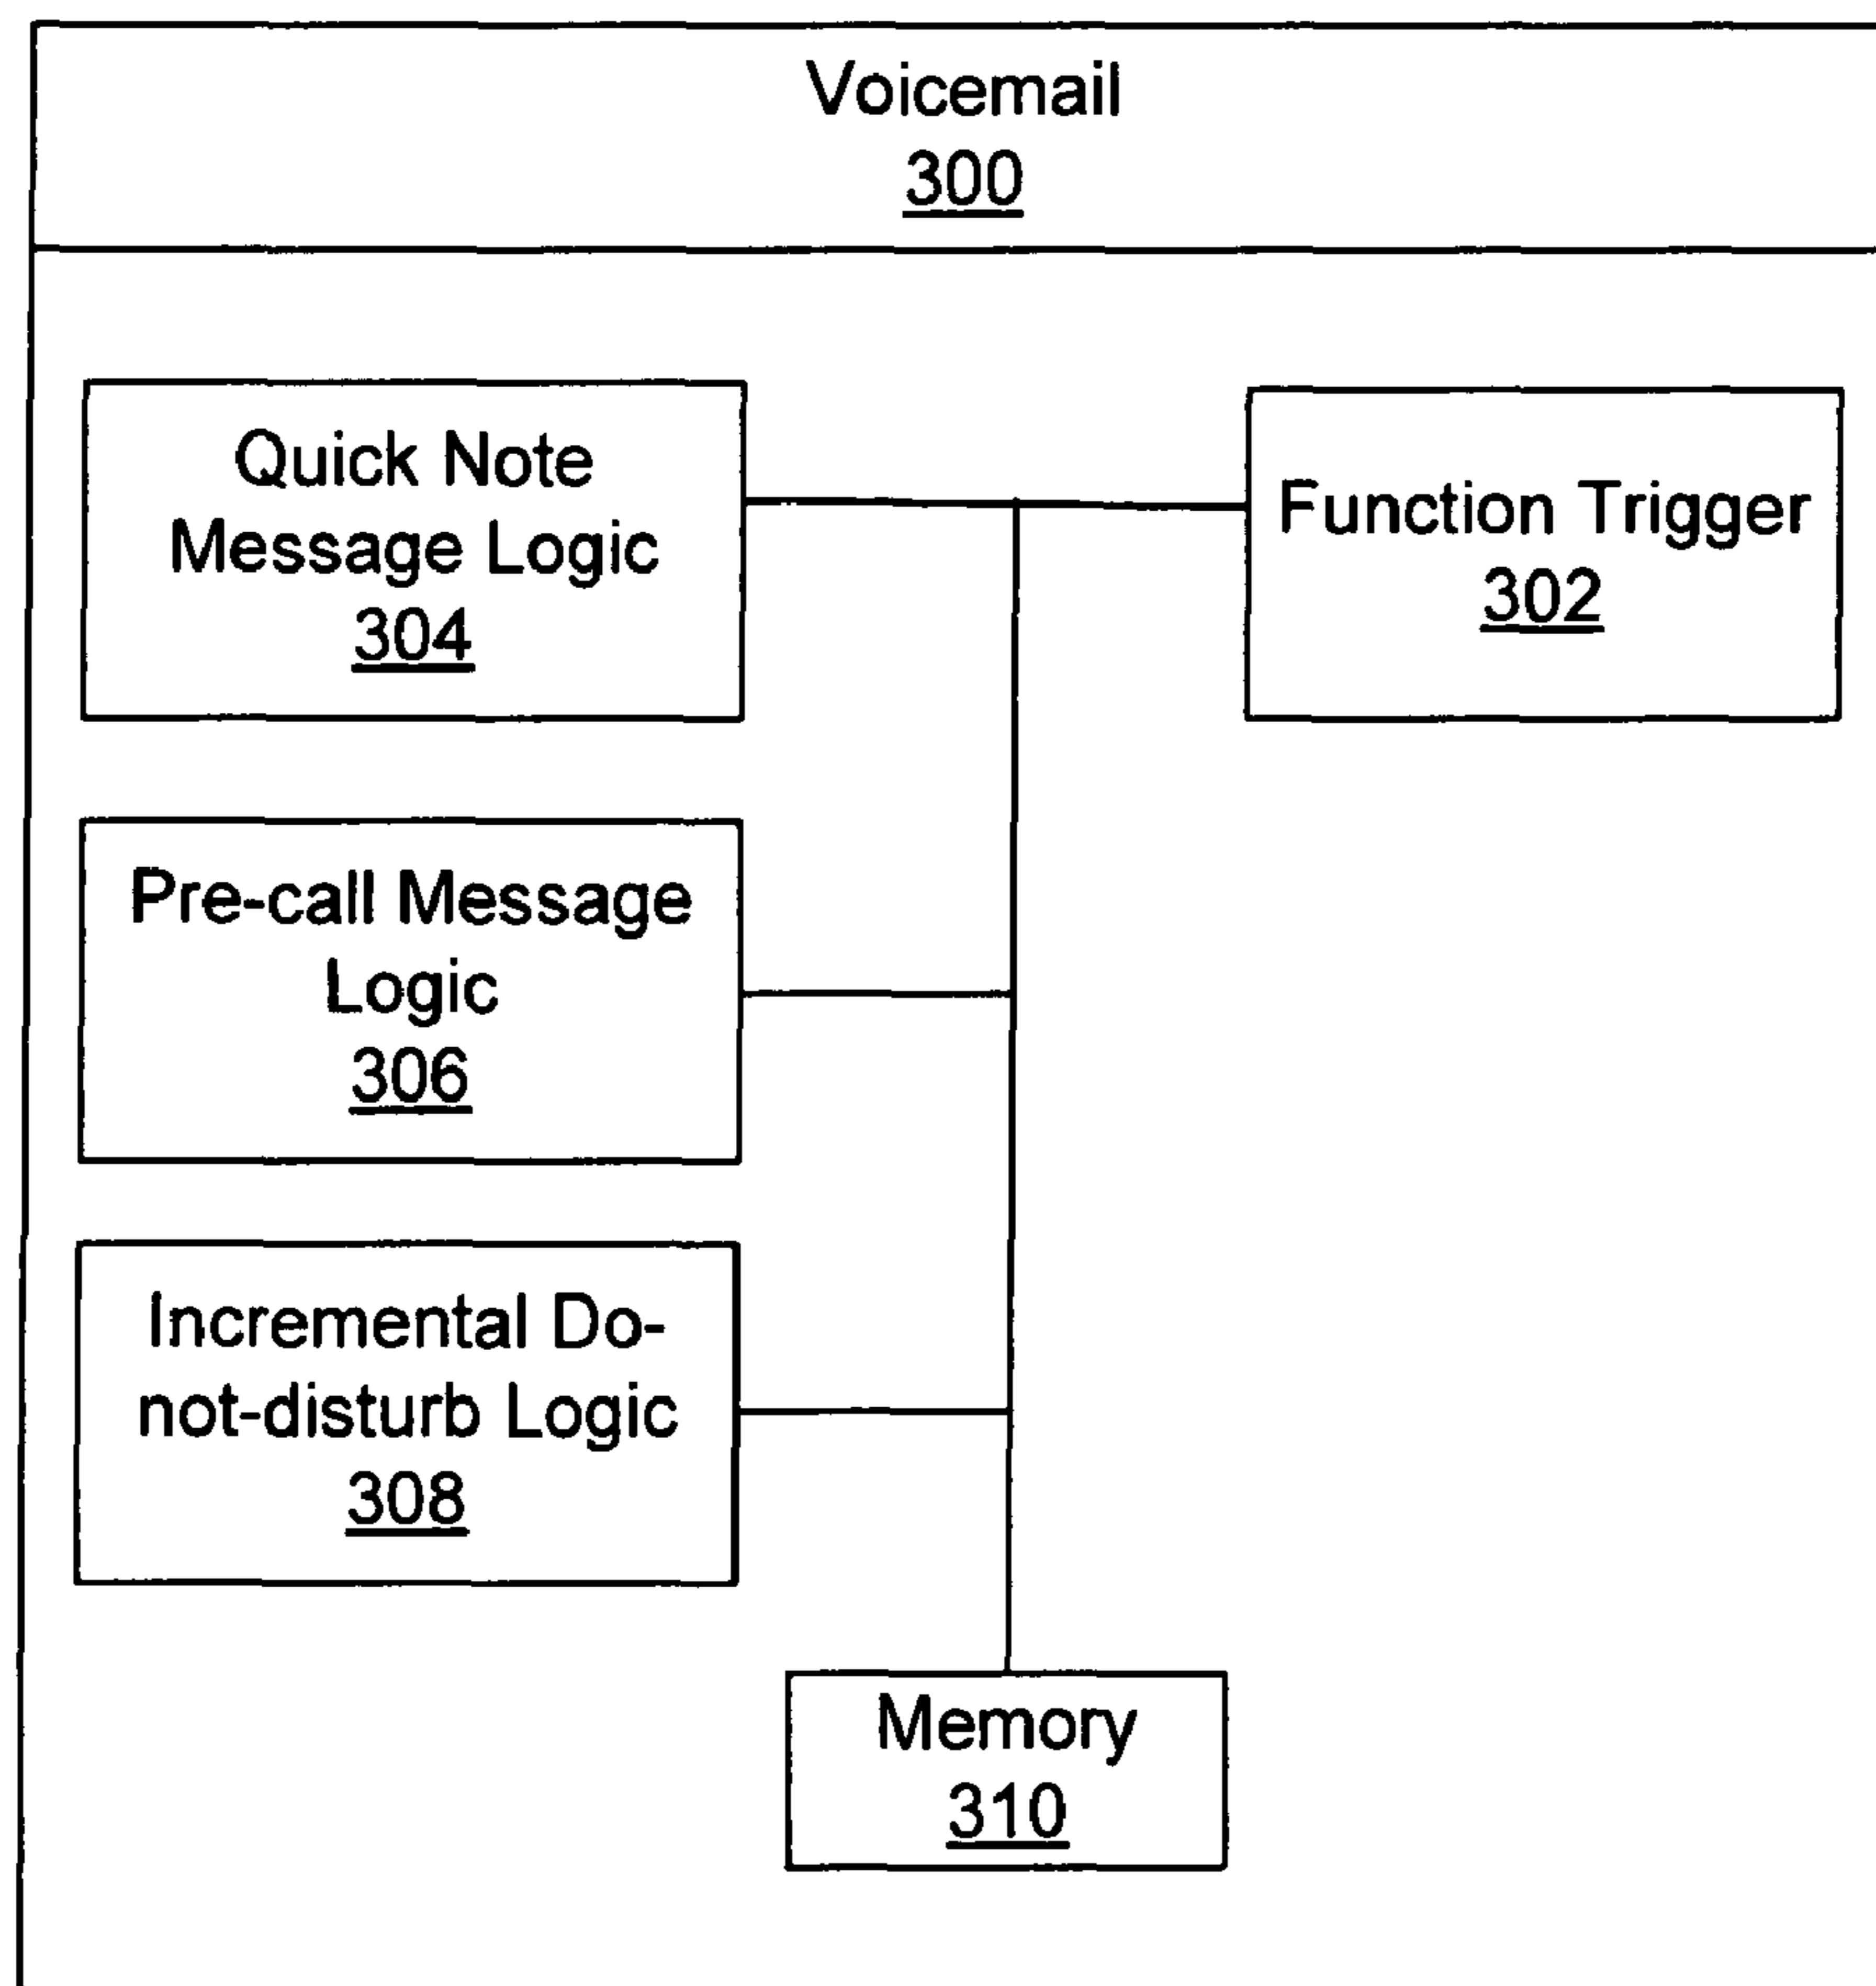 Voicemail
300
Quick Note
Message Logic
304
Function Trigger
302
Pre-call Message
Logic
306
Incremental Do-
not-disturb Logic
308
Memory
310